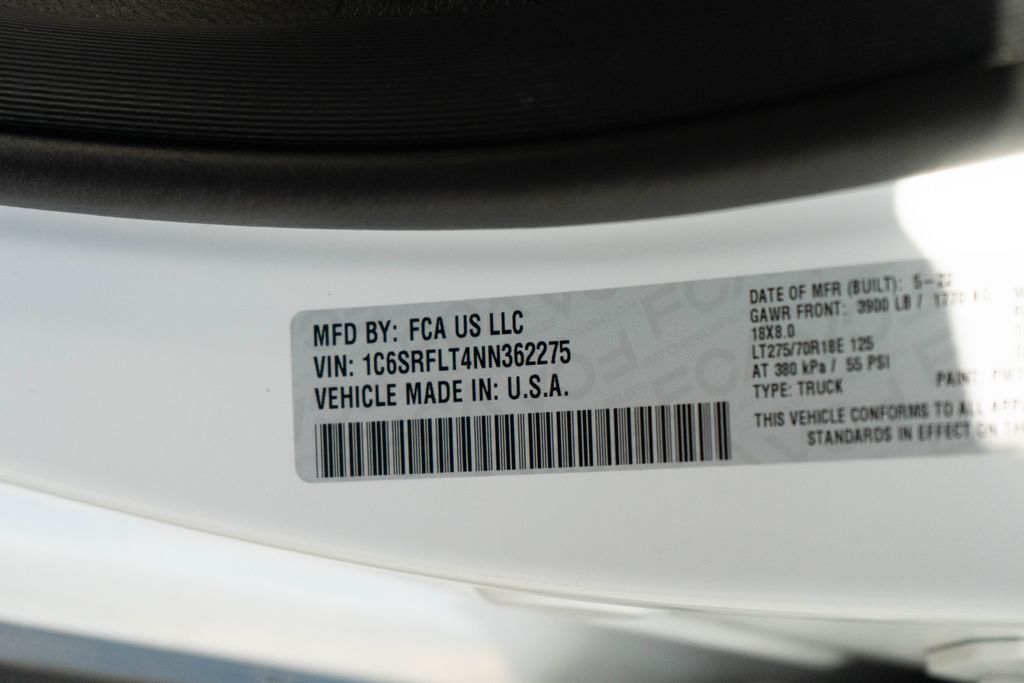 MFD BY: FCA US LLC
VIN: 1C6SRFLT4NN362275
VEHICLE MADE IN: U.S.A.
DATE OF MFR (BUILT): 5-22
GAWR FRONT: 3900 LB /
18X8.0
LT275/70R18E 125
AT 380 kPa / 55 PSI
TYPE: TRUCK
PAINT
THIS VEHICLE CONFORMS TO ALL
STANDARDS IN EFFECT ON